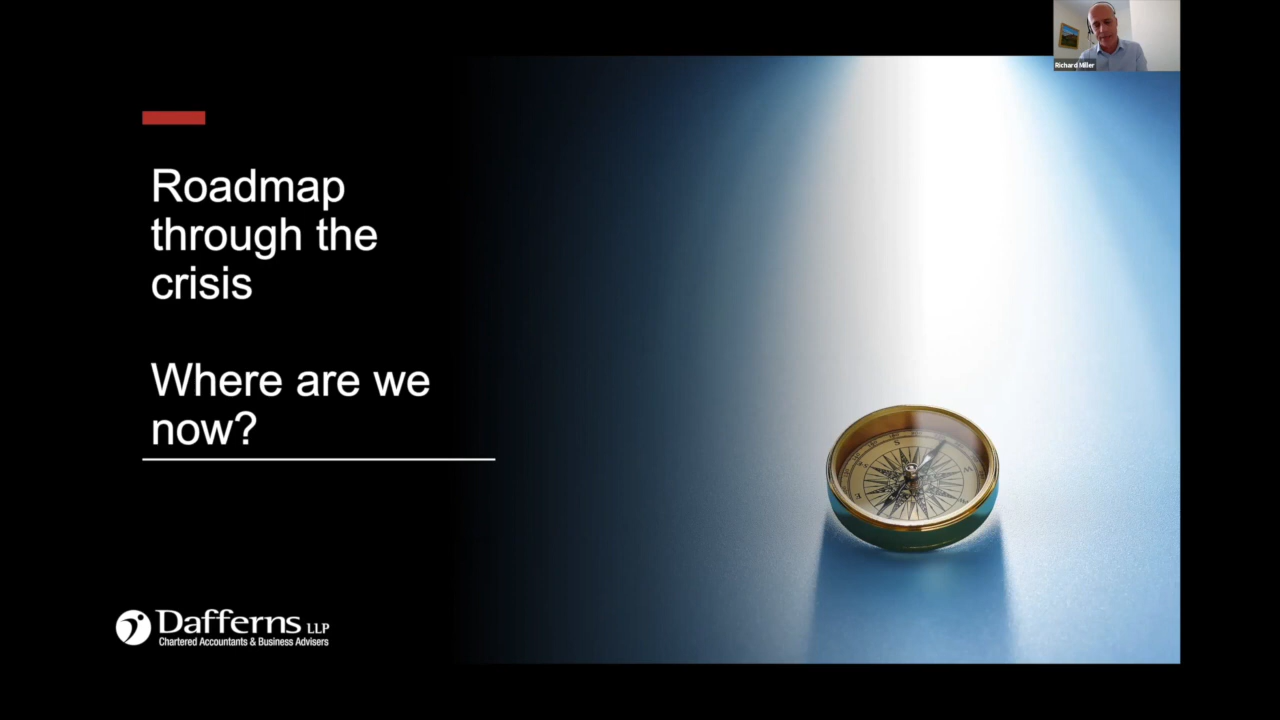 Richard Miller
Roadmap
through the
crisis
Where are we
now?
Dafferns LLP
Chartered Accountants & Business Advisers
S
W
E